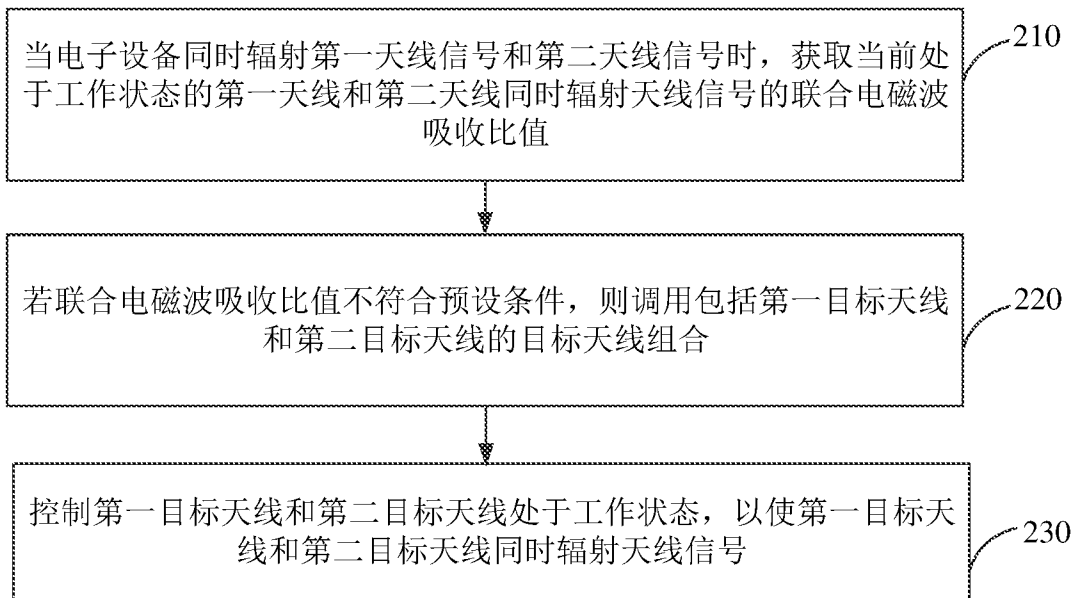 当电子设备同时辐射第一天线信号和第二天线信号时，获取当前处
于工作状态的第一天线和第二天线同时辐射天线信号的联合电磁波
吸收比值
210
若联合电磁波吸收比值不符合预设条件，则调用包括第一目标天线
和第二目标天线的目标天线组合
220
控制第一目标天线和第二目标天线处于工作状态，以使第一目标天
线和第二目标天线同时辐射天线信号
230